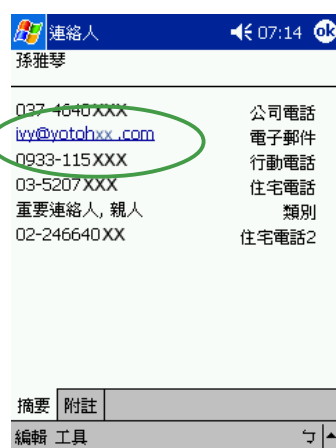 連絡人 07:14 ok
孫雅琴
037-4640XXX 公司電話
ivy@yotohxx.com 電子郵件
0933-115XXX 行動電話
03-5207XXX 住宅電話
重要連絡人, 親人 類別
02-246640XX 住宅電話2
摘要 附註
編輯 工具 ㄅ